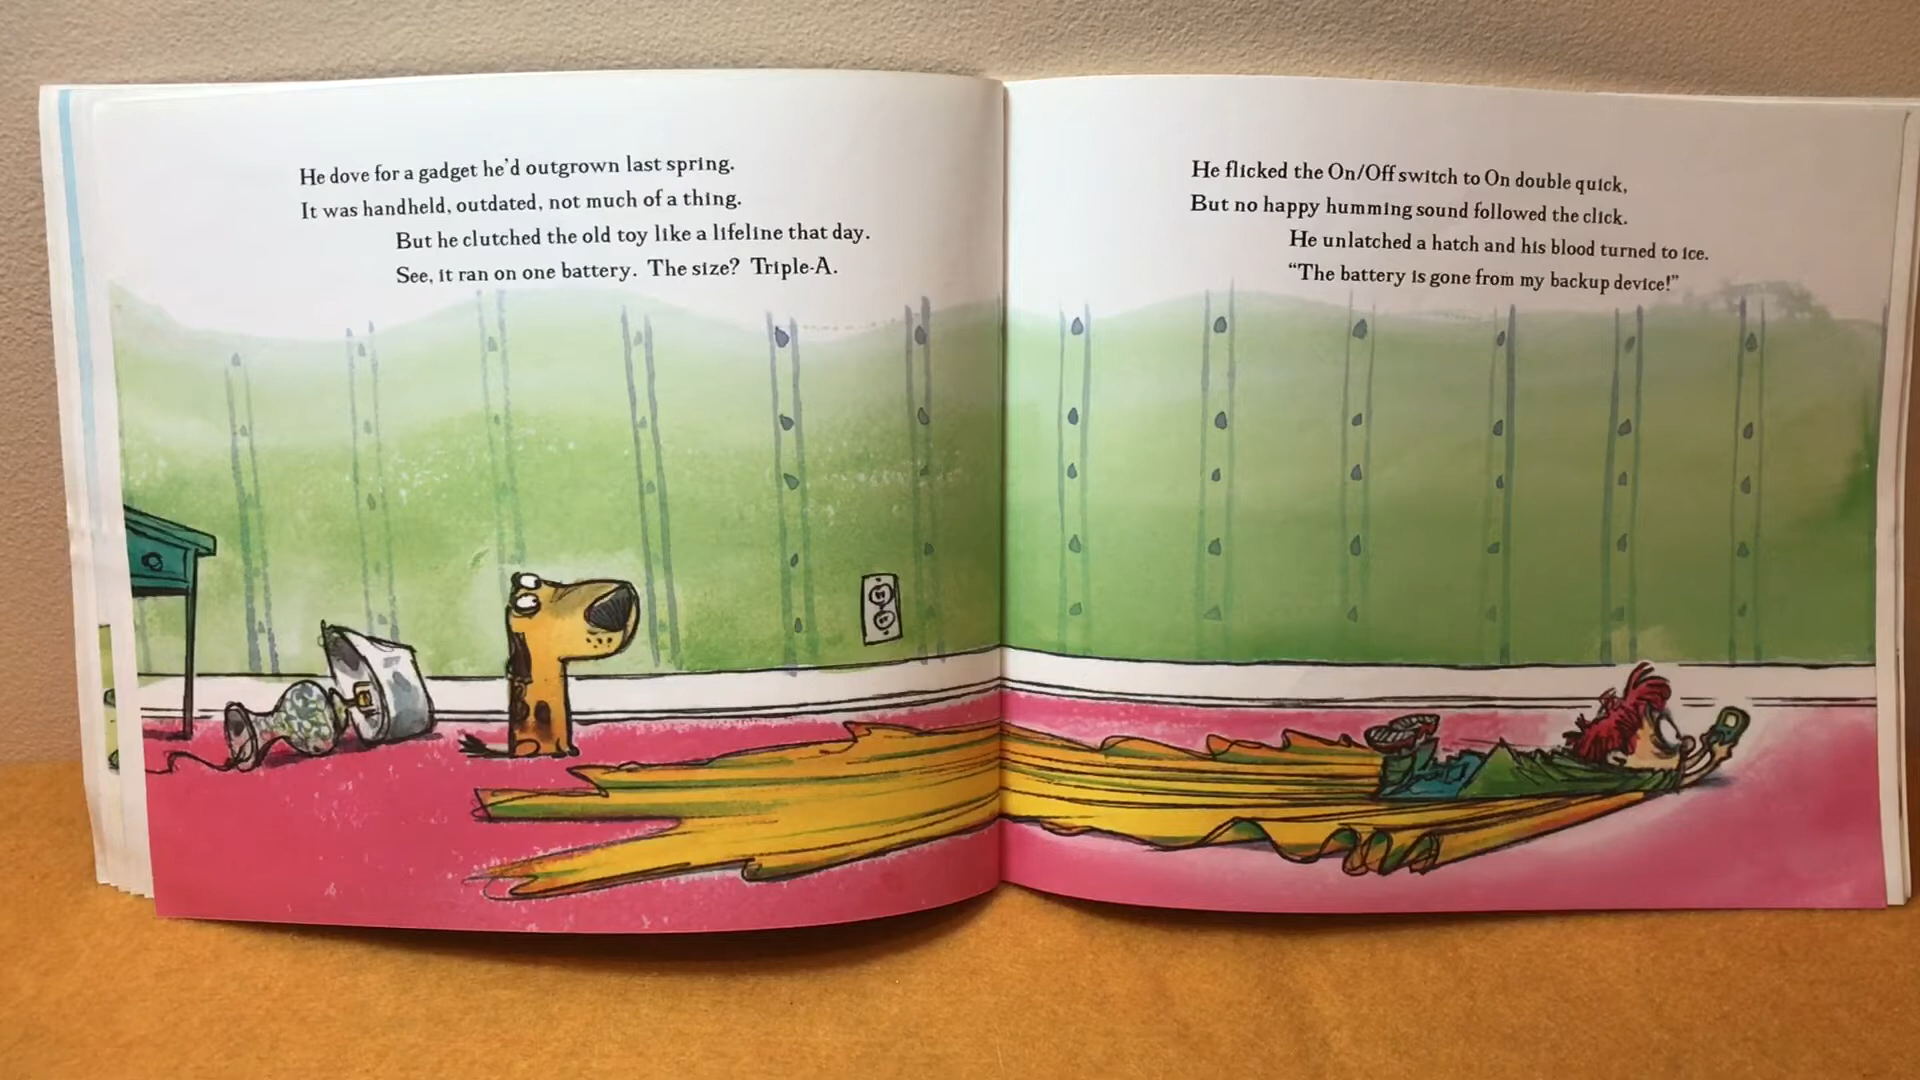 He dove for a gadget he'd outgrown last spring.
It was handheld, outdated, not much of a thing.
But he clutched the old toy like a lifeline that day.
See, it ran on one battery. The size? Triple-A.
He flicked the On/Off switch to On double quick,
But no happy humming sound followed the click.
He unlatched a hatch and his blood turned to ice.
“The battery is gone from my backup device!”